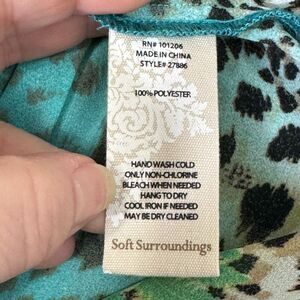 RN# 101206
MADE IN CHINA
STYLE# 27886
100% POLYESTER
HAND WASH COLD
ONLY NON-CHLORINE
BLEACH WHEN NEEDED
HANG TO DRY
COOL IRON IF NEEDED
MAY BE DRY CLEANED
Soft Surroundings